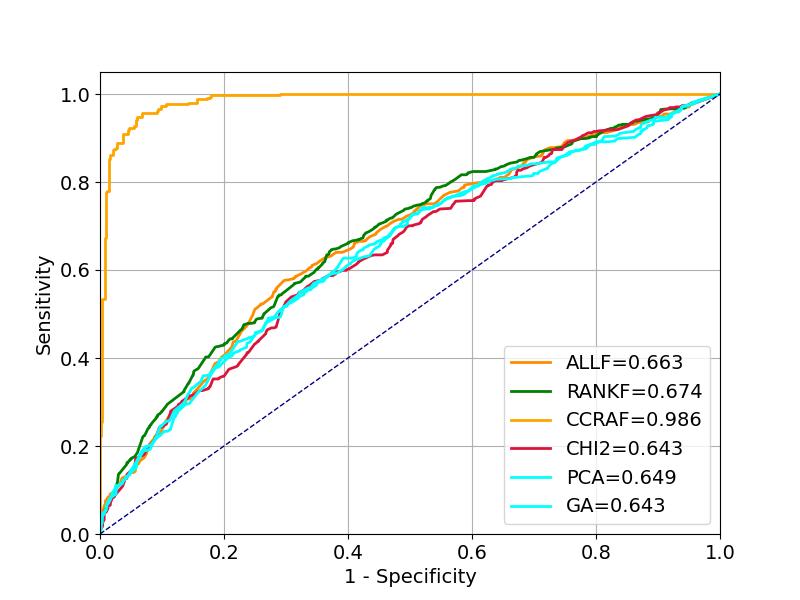 1.0
0.8
0.6
0.4
0.2
0.0
Sensitivity
ALLF=0.663
RANKF=0.674
CCRAF=0.986
CHI2=0.643
PCA=0.649
GA=0.643
0.0 0.2 0.4 0.6 0.8 1.0
1 - Specificity